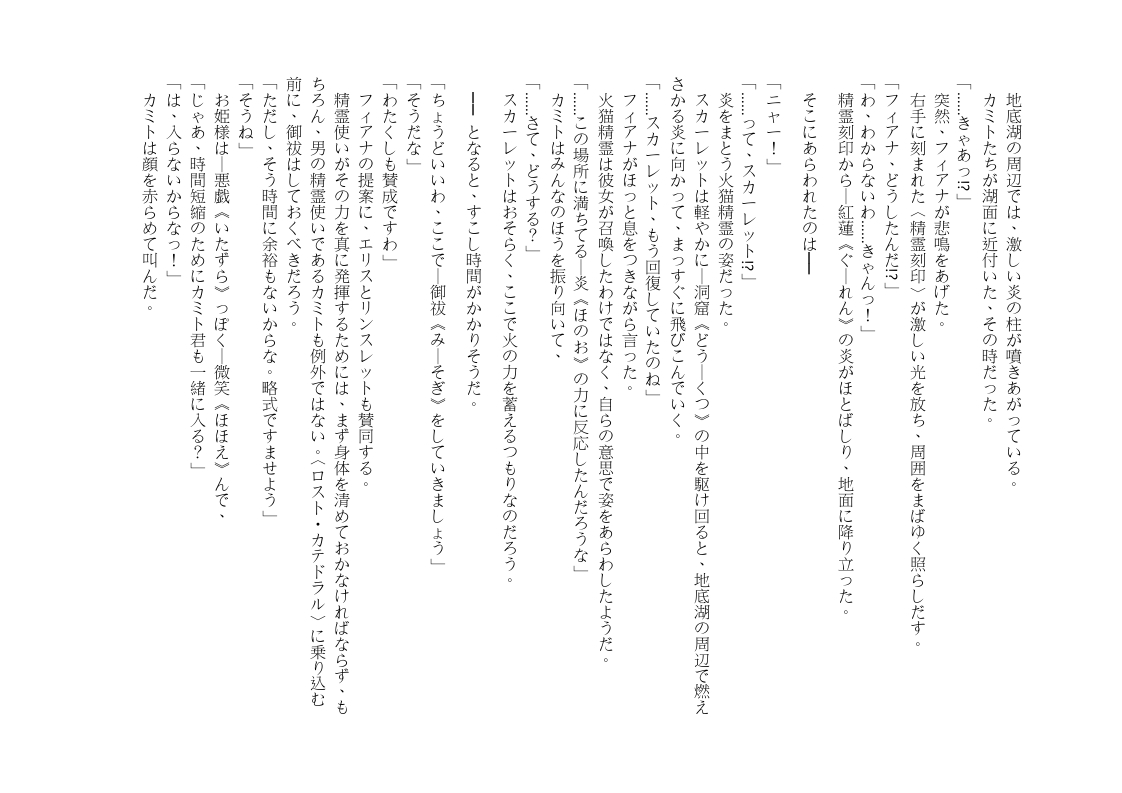 地底湖の周辺では、激しい炎の柱が噴きあがっている。
カミトたちが湖面に近付いた、その時だった。
「……きゃあっ!?」
突然、フィアナが悲鳴をあげた。
右手に刻まれた〈精霊刻印〉が激しい光を放ち、周囲をまばゆく照らしだす。
「フィアナ、どうしたんだ!?」
「わ、わからないわ……きゃんっ！」
精霊刻印から―紅蓮《ぐ―れん》の炎がほとばしり、地面に降り立った。
そこにあらわれたのは――
「ニャー！」
「……って、スカーレット!?」
炎をまとう火猫精霊の姿だった。
スカーレットは軽やかに―洞窟《どう―くつ》の中を駆け回ると、地底湖の周辺で燃え
さかる炎に向かって、まっすぐに飛びこんでいく。
「……スカーレット、もう回復していたのね」
フィアナがほっと息をつきながら言った。
火猫精霊は彼女が召喚したわけではなく、自らの意思で姿をあらわしたようだ。
「……この場所に満ちてる―炎《ほのお》の力に反応したんだろうな」
カミトはみんなのほうを振り向いて、
「……さて、どうする？」
スカーレットはおそらく、ここで火の力を蓄えるつもりなのだろう。
―― となると、すこし時間がかかりそうだ。
「ちょうどいいわ、ここで―御祓《み―そぎ》をしていきましょう」
「そうだな」
「わたくしも賛成ですわ」
フィアナの提案に、エリスとリンスレットも賛同する。
精霊使いがその力を真に発揮するためには、まず身体を清めておかなければならず、も
ちろん、男の精霊使いであるカミトも例外ではない。〈ロスト・カテドラル〉に乗り込む
前に、御祓はしておくべきだろう。
「ただし、そう時間に余裕もないからな。略式ですませよう」
「そうね」
お姫様は―悪戯《いたずら》っぽく―微笑《ほほえ》んで、
「じゃあ、時間短縮のためにカミト君も一緒に入る？」
「は、入らないからなっ！」
カミトは顔を赤らめて叫んだ。